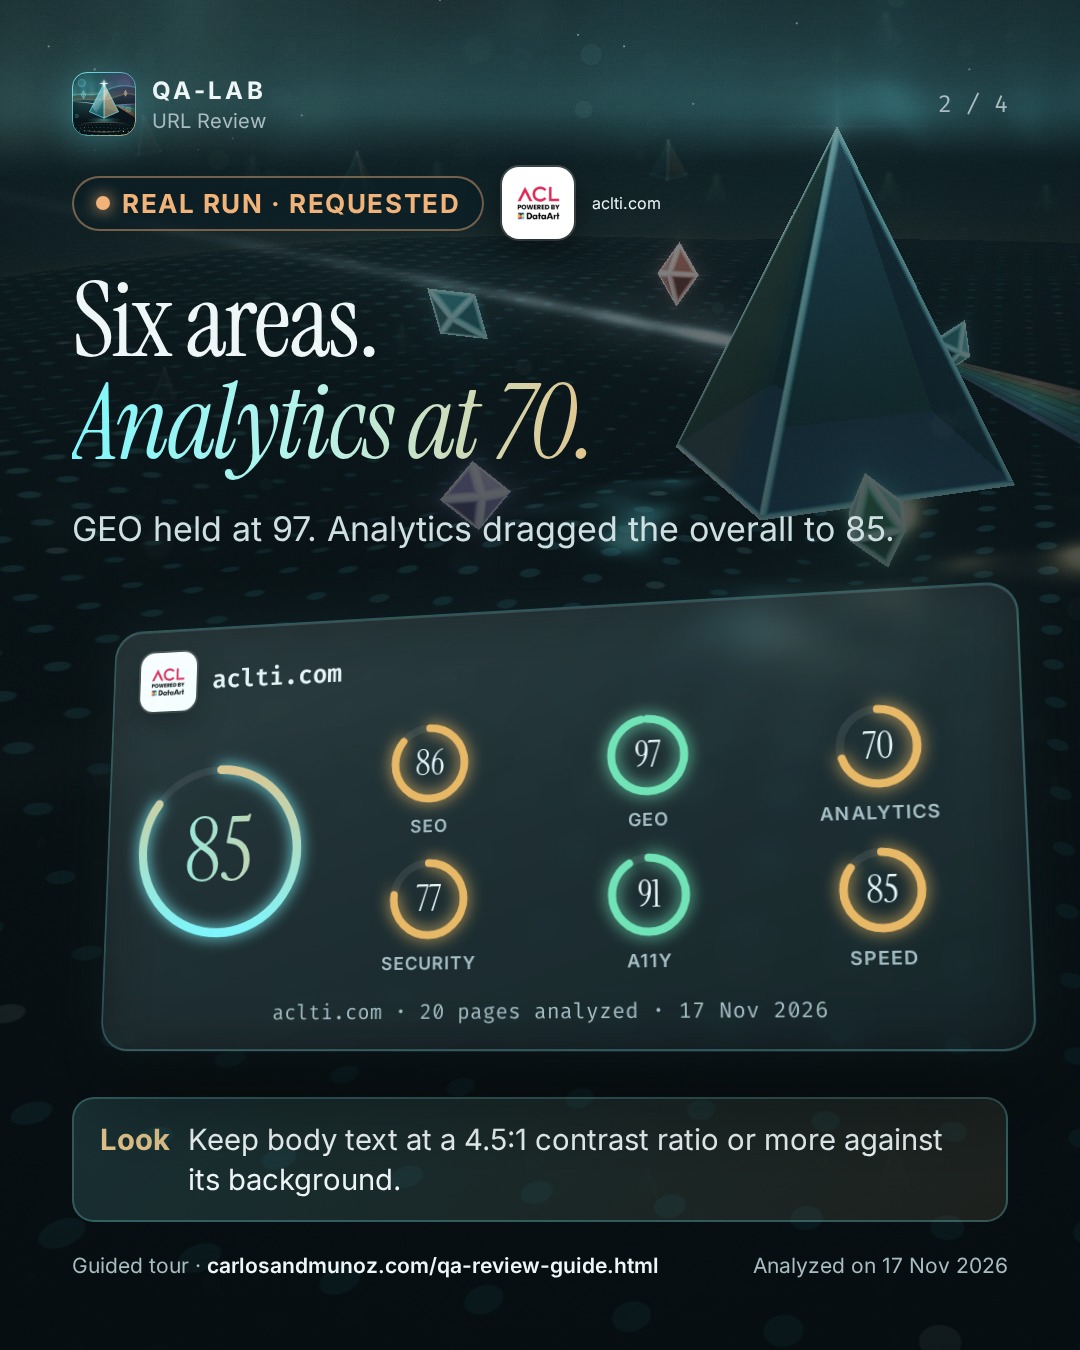 QA-LAB
URL Review
2 / 4
REAL RUN · REQUESTED
ACL
POWERED BY
DataArt
aclti.com
Six areas.
Analytics at 70.
GEO held at 97. Analytics dragged the overall to 85.
ACL
POWERED BY
DataArt
aclti.com
85
86
SEO
97
GEO
70
ANALYTICS
77
SECURITY
91
A11Y
85
SPEED
aclti.com · 20 pages analyzed · 17 Nov 2026
Look Keep body text at a 4.5:1 contrast ratio or more against
its background.
Guided tour · carlosandmunoz.com/qa-review-guide.html
Analyzed on 17 Nov 2026